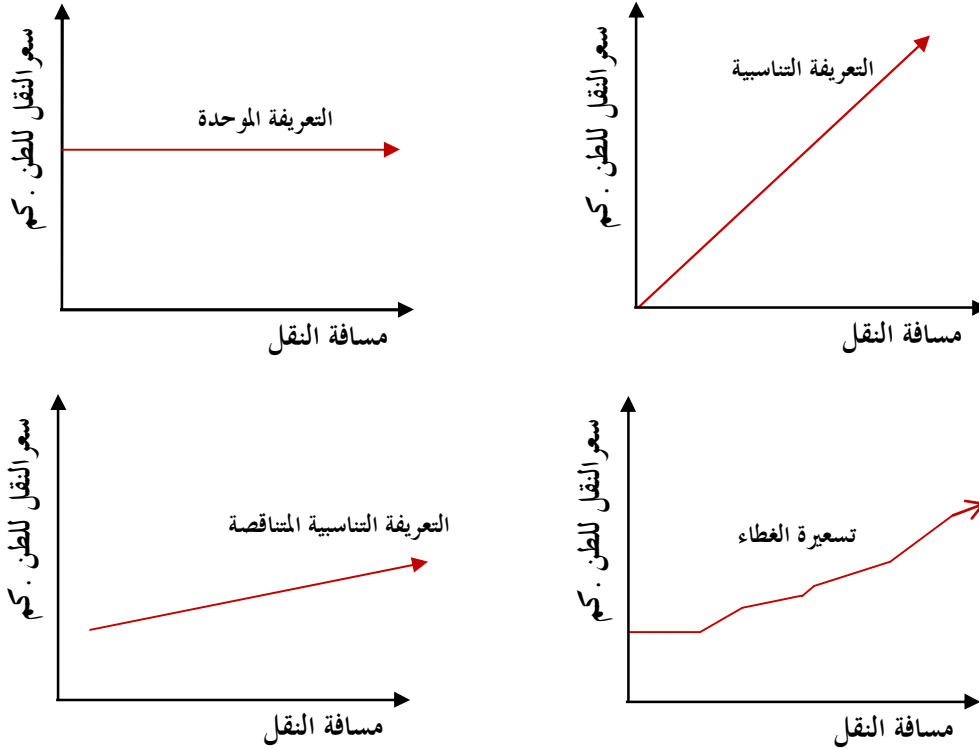 سعر النقل للطن . كم
التعريفة الموحدة
مسافة النقل
سعر النقل للطن . كم
التعريفة التناسبية
مسافة النقل
سعر النقل للطن . كم
التعريفة التناسبية المتناقصة
مسافة النقل
سعر النقل للطن . كم
تسعيرة الغطاء
مسافة النقل